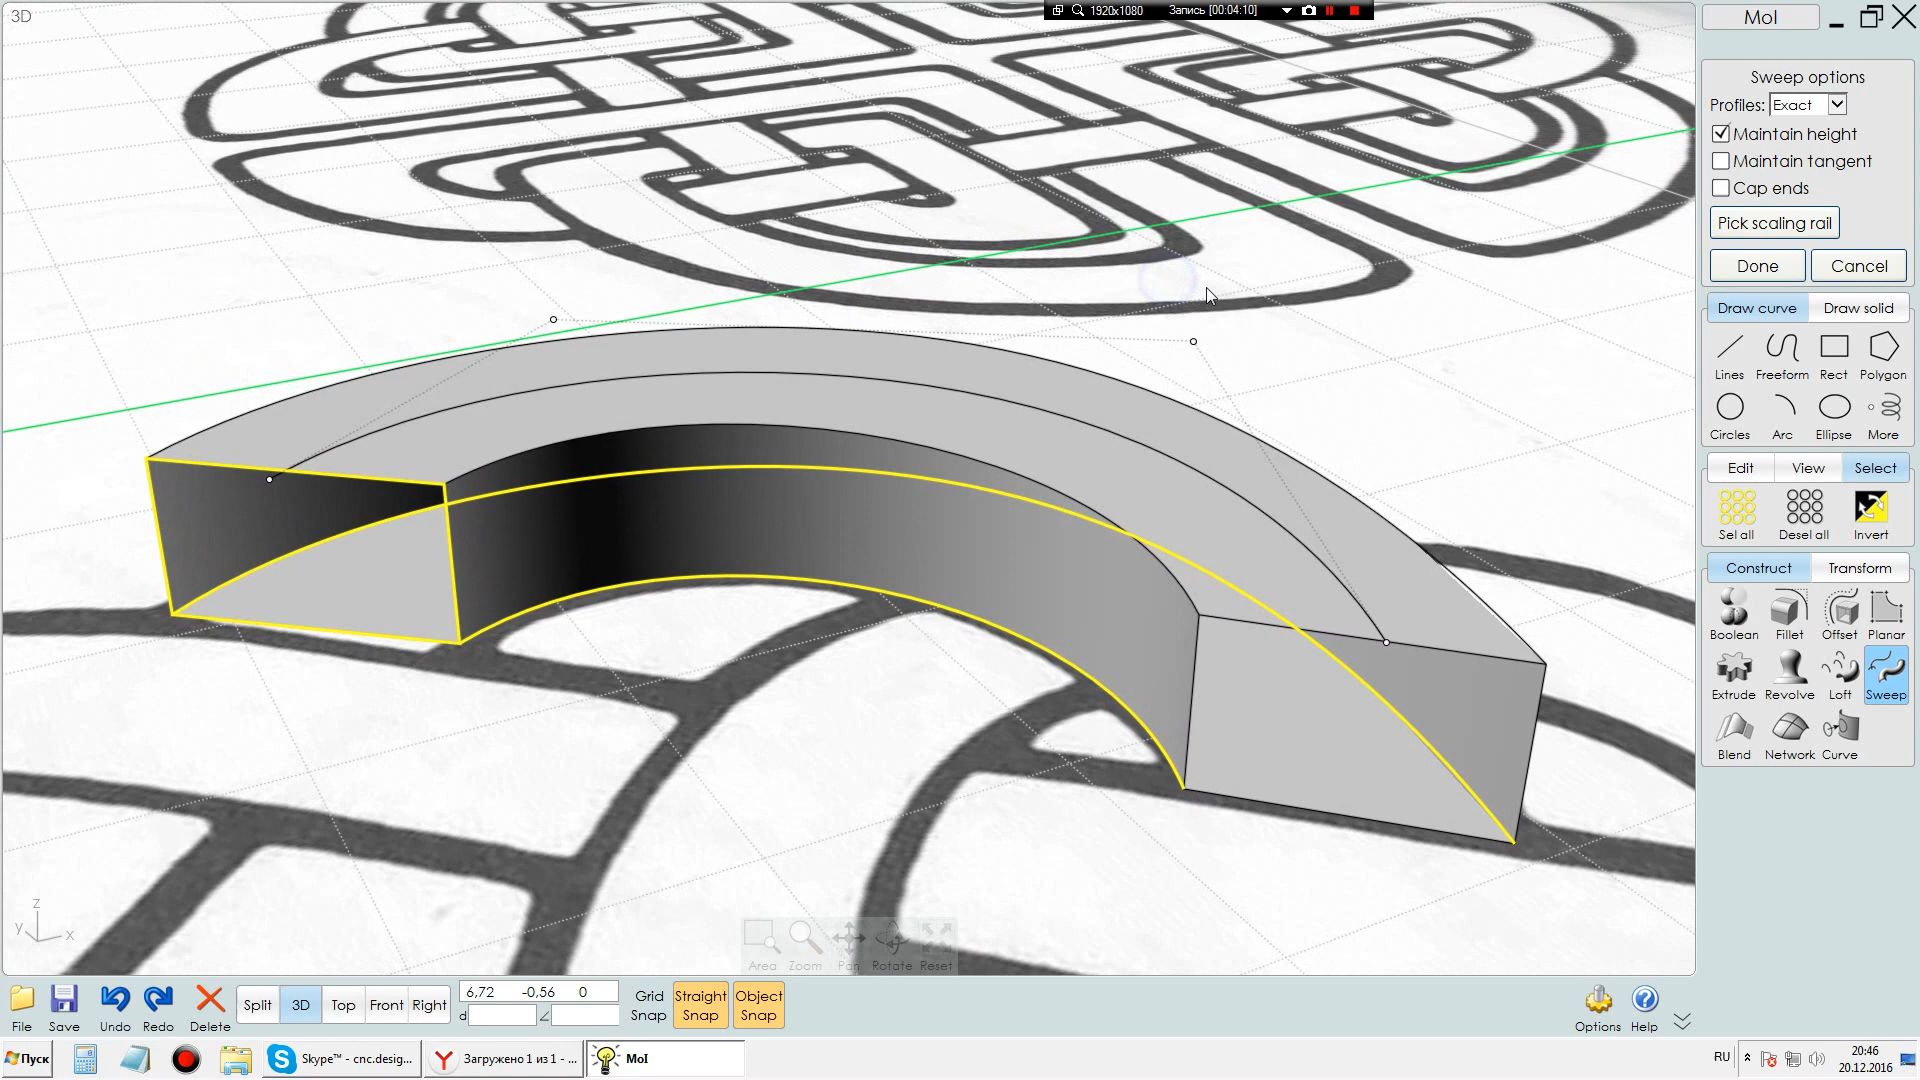 3D
1920x1080 Запись [00:04:10]
MoI
Sweep options
Profiles: Exact
Maintain height
Maintain tangent
Cap ends
Pick scaling rail
Done Cancel
Draw curve Draw solid
Lines Freeform Rect Polygon
Circles Arc Ellipse More
Edit View Select
Sel all Desel all Invert
Construct Transform
Boolean Fillet Offset Planar
Extrude Revolve Loft Sweep
Blend Network Curve
z
y x
Area Zoom Pan Rotate Reset
File Save Undo Redo Delete
Split 3D Top Front Right
6,72 -0,56 0
d ∠
Grid Snap
Straight Snap
Object Snap
Options Help
Пуск
Skype™ - cnc.desig...
Загружено 1 из 1 - ...
MoI
RU
20:46
20.12.2016